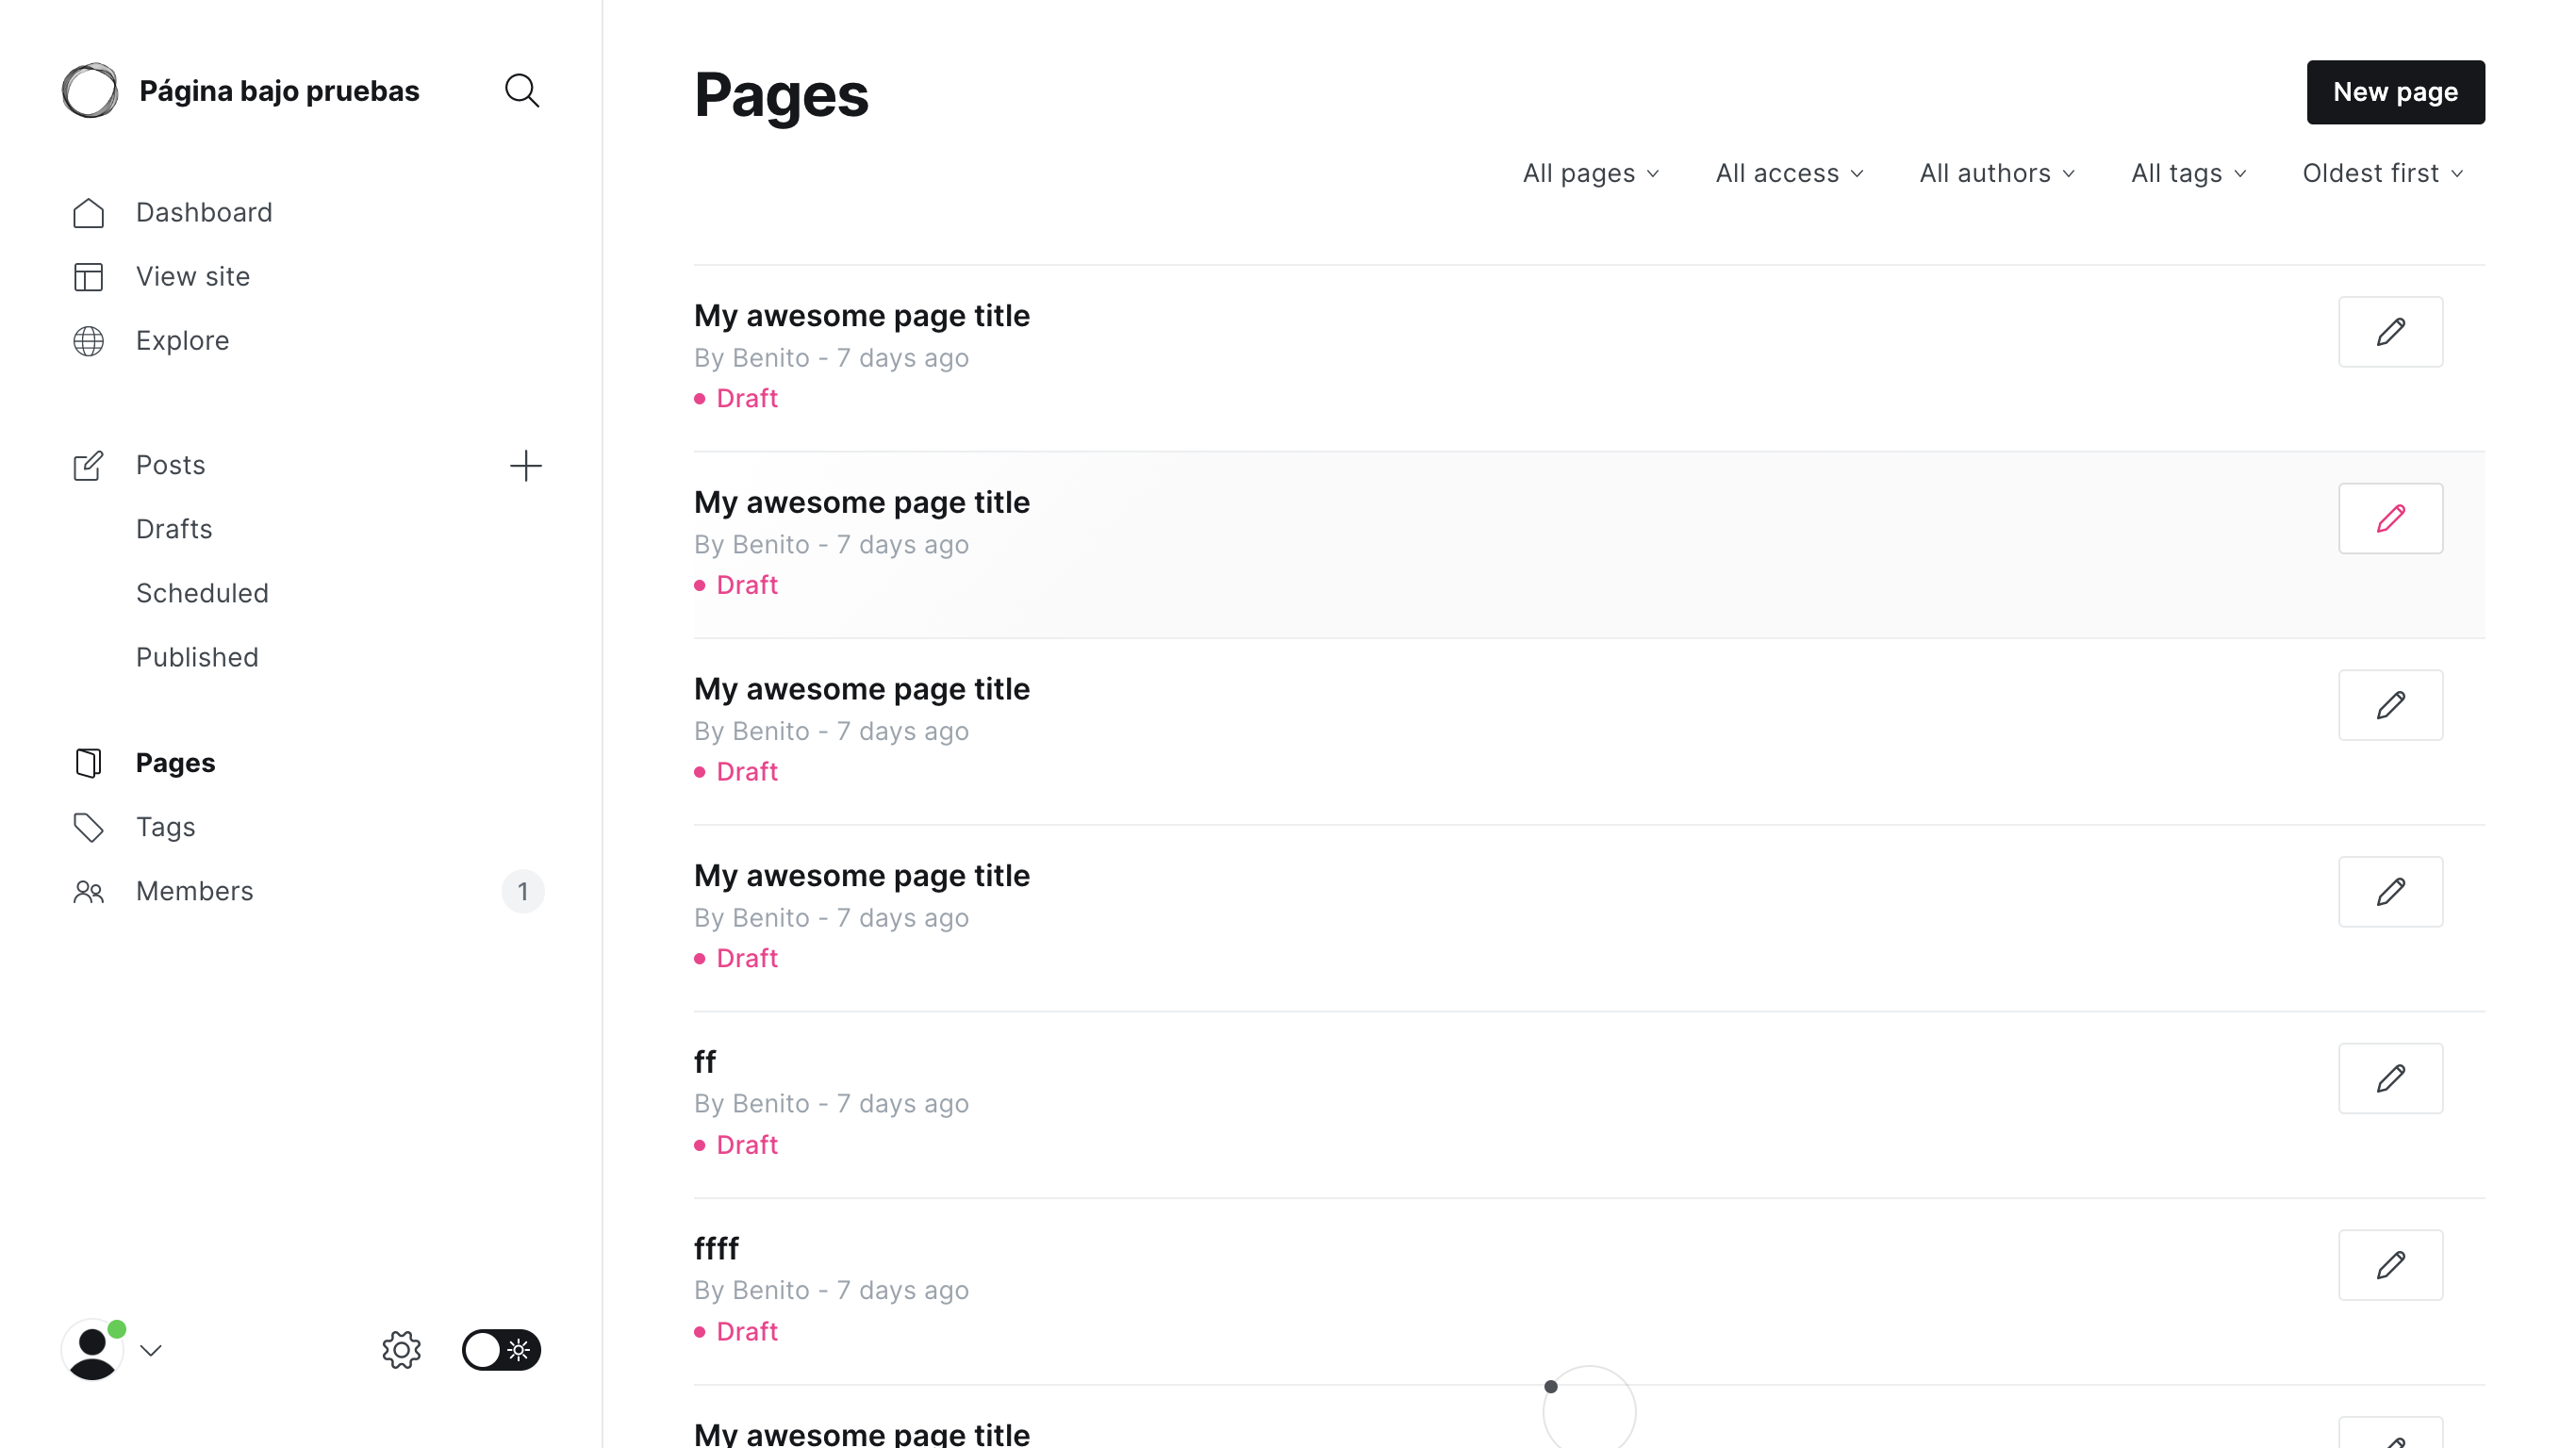 Página bajo pruebas
Dashboard
View site
Explore
Posts
Drafts
Scheduled
Published
Pages
Tags
Members
1
Pages
New page
All pages
All access
All authors
All tags
Oldest first
My awesome page title
By Benito - 7 days ago
Draft
My awesome page title
By Benito - 7 days ago
Draft
My awesome page title
By Benito - 7 days ago
Draft
My awesome page title
By Benito - 7 days ago
Draft
ff
By Benito - 7 days ago
Draft
ffff
By Benito - 7 days ago
Draft
My awesome page title